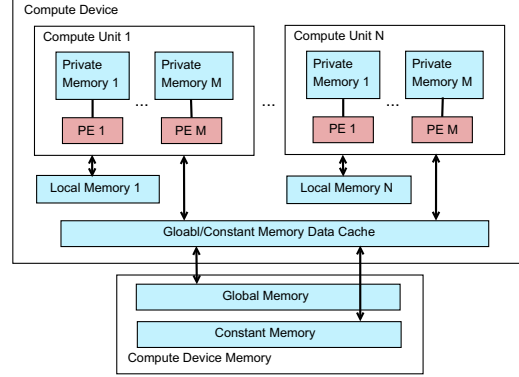 Compute Device
Compute Unit 1
Private
Memory 1
Private
Memory M
...
PE 1
PE M
Local Memory 1
...
Compute Unit N
Private
Memory 1
Private
Memory M
...
PE 1
PE M
Local Memory N
Gloabl/Constant Memory Data Cache
Global Memory
Constant Memory
Compute Device Memory